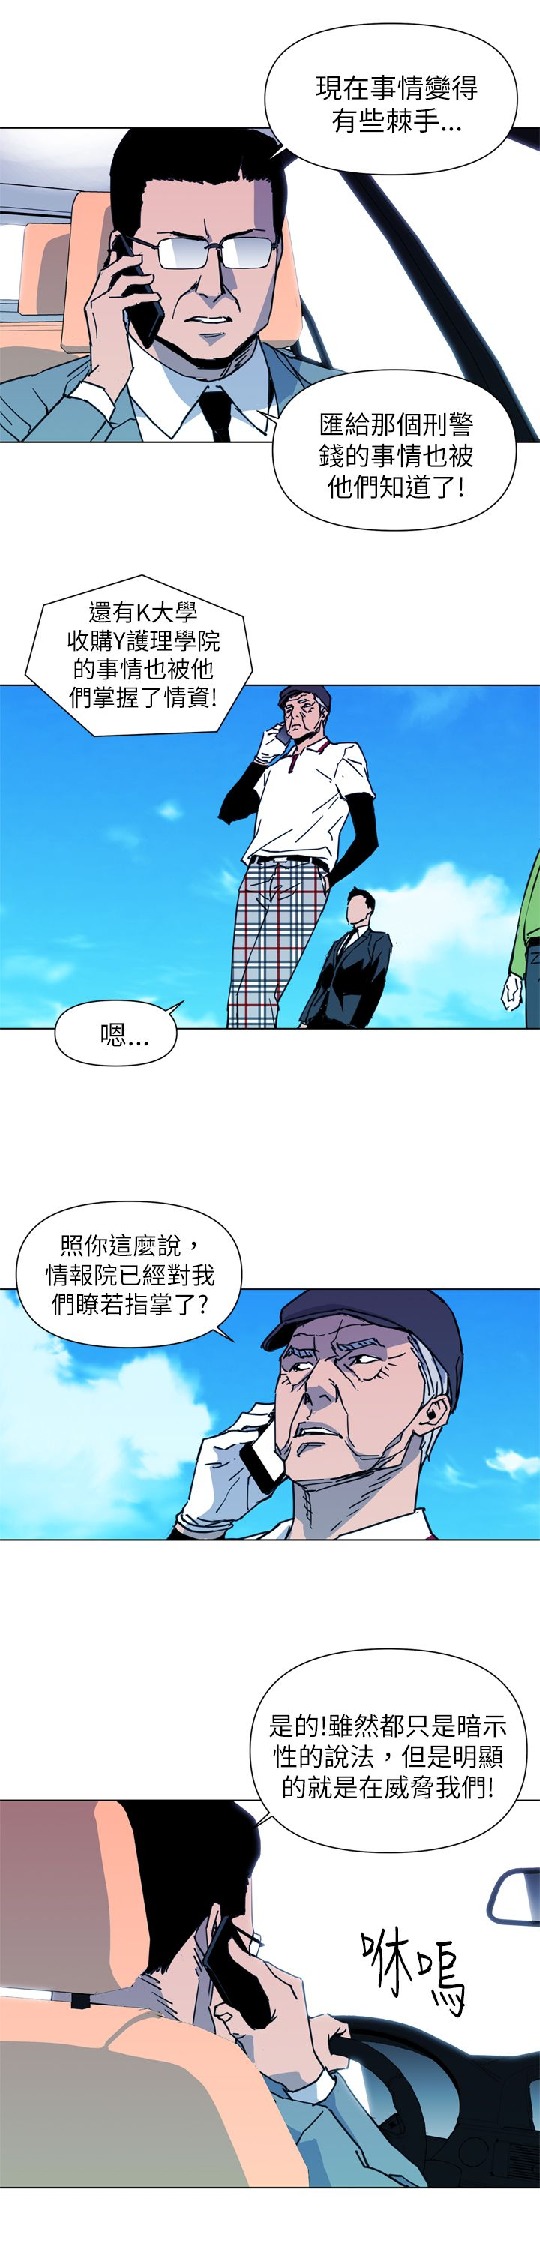 現在事情變得
有些棘手...
匯給那個刑警
錢的事情也被
他們知道了!
還有K大學
收購Y護理學院
的事情也被他
們掌握了情資!
嗯...
照你這麼說，
情報院已經對我
們瞭若指掌了?
是的!雖然都只是暗示
性的說法，但是明顯
的就是在威脅我們!
咻嗚